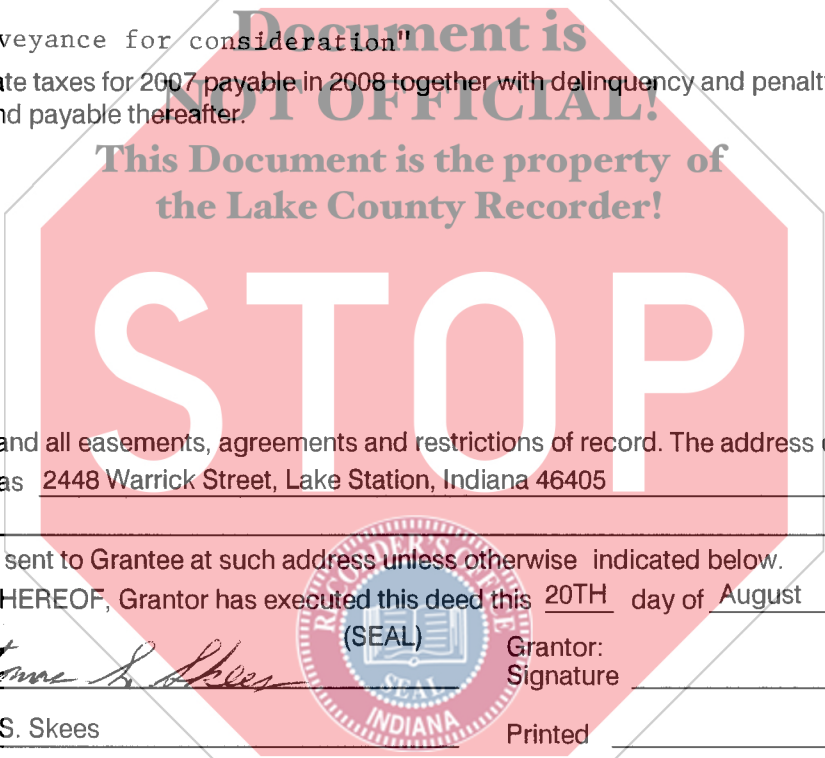 Document is
veyance for consideration"
te taxes for 2007 payable in 2008 together with delinquency and penalt
NOT OFFICIAL!
nd payable thereafter.
This Document is the property of
the Lake County Recorder!
STOP
and all easements, agreements and restrictions of record. The address
as 2448 Warrick Street, Lake Station, Indiana 46405
sent to Grantee at such address unless otherwise indicated below.
HEREOF, Grantor has executed this deed this 20TH day of August
RECORDER'S OFFICE
(SEAL)
Grantor:
S. Skees
Signature
SEAL
INDIANA
S. Skees
Printed